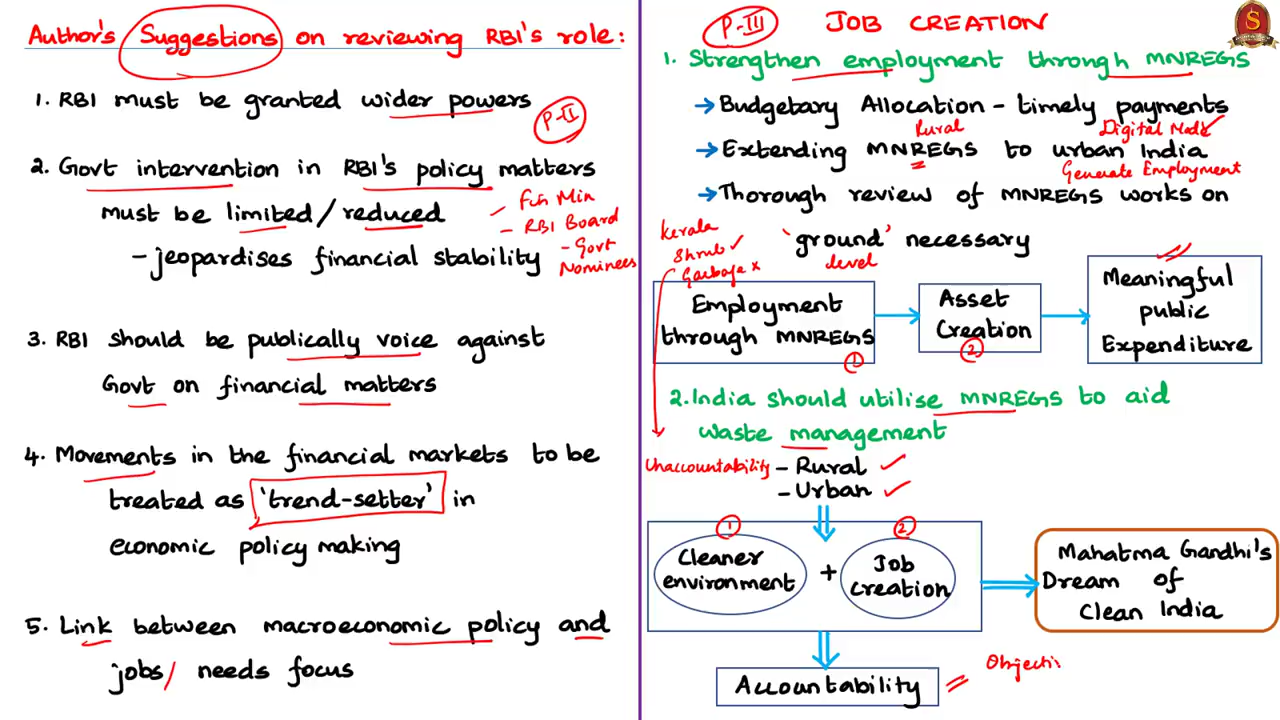 Author's Suggestions on reviewing RBI's role:
1. RBI must be granted wider powers
P-II
2. Govt intervention in RBI's policy matters
must be limited/reduced
- Fin Min
- RBI Board
- Govt
Nominees
- jeopardises financial stability
3. RBI should be publically voice against
Govt on financial matters
4. Movements in the financial markets to be
treated as 'trend-setter' in
economic policy making
5. Link between macroeconomic policy and
jobs/ needs focus
P-III JOB CREATION
1. Strengthen employment through MNREGS
→ Budgetary Allocation - timely payments
Rural
Digital Mode
→ Extending MNREGS to urban India
Generate Employment
→ Thorough review of MNREGS works on
'ground' necessary
level
Kerala
Shrub ✓
Garbage x
Employment
through MNREGS
1
Asset
Creation
2
Meaningful
public
Expenditure
2. India should utilise MNREGS to aid
waste management
Unaccountability - Rural ✓
- Urban ✓
1
Cleaner
environment
+
2
Job
creation
Mahatma Gandhi's
Dream of
Clean India
Accountability
Objecti
S